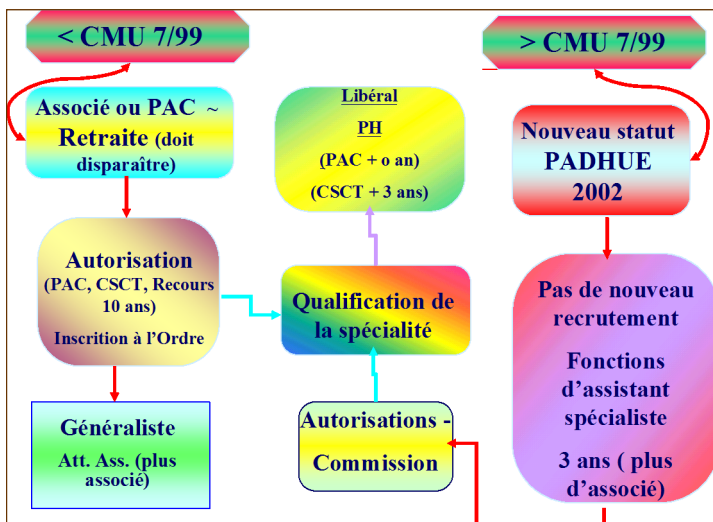 < CMU 7/99
Associé ou PAC ~
Retraite (doit
disparaître)
Autorisation
(PAC, CSCT, Recours
10 ans)
Inscrition à l'Ordre
Généraliste
Att. Ass. (plus
associé)
Libéral
PH
(PAC + o an)
(CSCT + 3 ans)
Qualification de
la spécialité
Autorisations -
Commission
> CMU 7/99
Nouveau statut
PADHUE
2002
Pas de nouveau
recrutement
Fonctions
d'assistant
spécialiste
3 ans ( plus
d'associé)